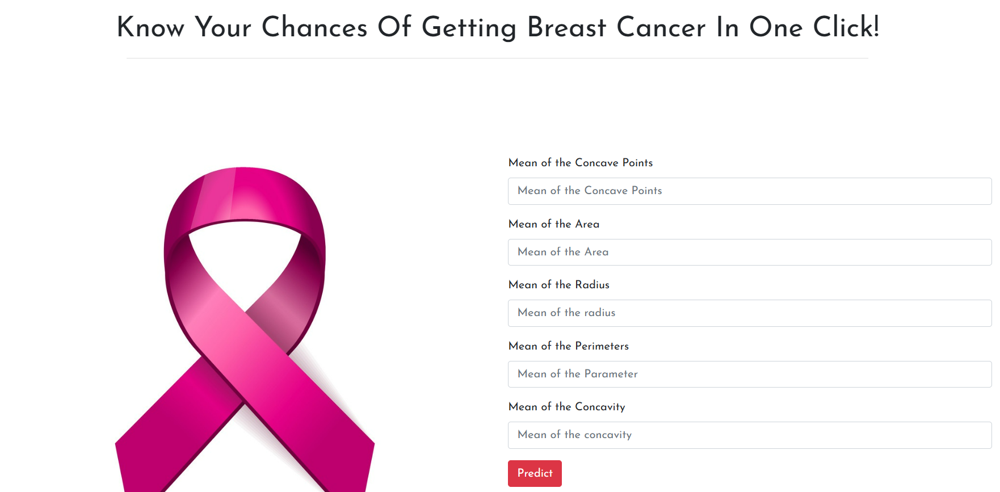 Know Your Chances Of Getting Breast Cancer In One Click!
Mean of the Concave Points
Mean of the Concave Points
Mean of the Area
Mean of the Area
Mean of the Radius
Mean of the radius
Mean of the Perimeters
Mean of the Parameter
Mean of the Concavity
Mean of the concavity
Predict